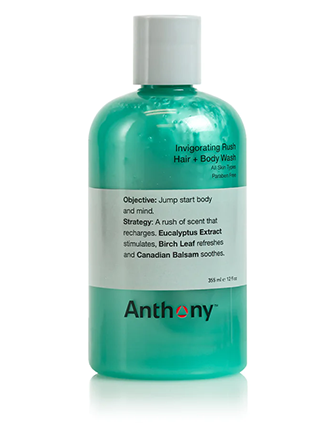 Invigorating Rush
Hair + Body Wash
All Skin Types
Paraben Free
Objective: Jump start body
and mind.
Strategy: A rush of scent that
recharges. Eucalyptus Extract
stimulates, Birch Leaf refreshes
and Canadian Balsam soothes.
355 ml ℮ 12 fl oz
Anthony™